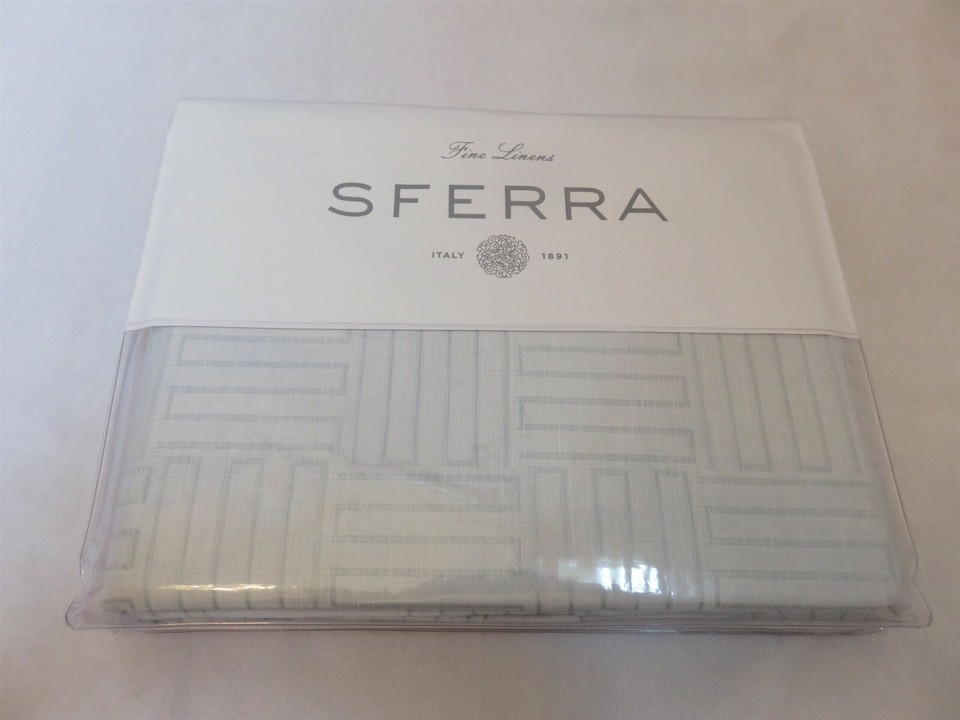 Fine Linens
SFERRA
ITALY 1891